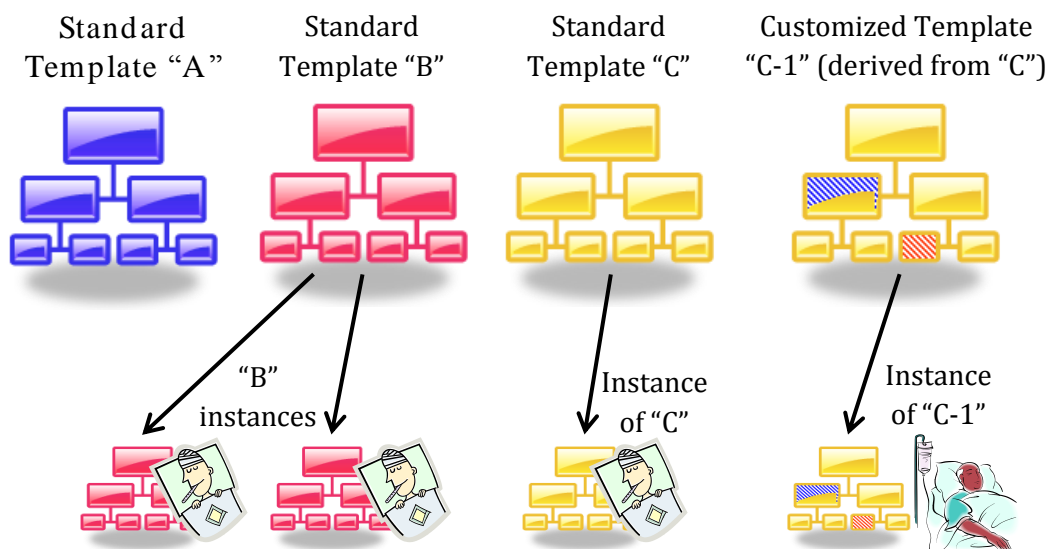 Standard
Template “A”
Standard
Template “B”
Standard
Template “C”
Customized Template
“C-1” (derived from “C”)
“B”
instances
Instance
of “C”
Instance
of “C-1”